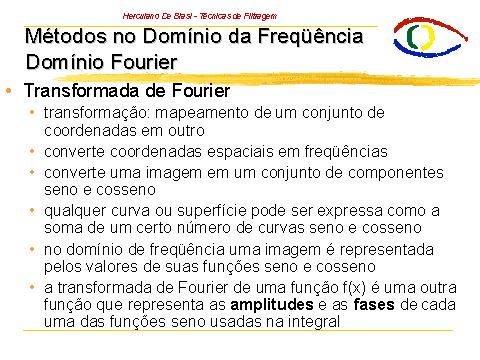 Herculano De Biasi - Técnicas de Filtragem
Métodos no Domínio da Freqüência
Domínio Fourier
• Transformada de Fourier
• transformação: mapeamento de um conjunto de
coordenadas em outro
• converte coordenadas espaciais em freqüências
• converte uma imagem em um conjunto de componentes
seno e cosseno
• qualquer curva ou superfície pode ser expressa como a
soma de um certo número de curvas seno e cosseno
• no domínio de freqüência uma imagem é representada
pelos valores de suas funções seno e cosseno
• a transformada de Fourier de uma função f(x) é uma outra
função que representa as amplitudes e as fases de cada
uma das funções seno usadas na integral